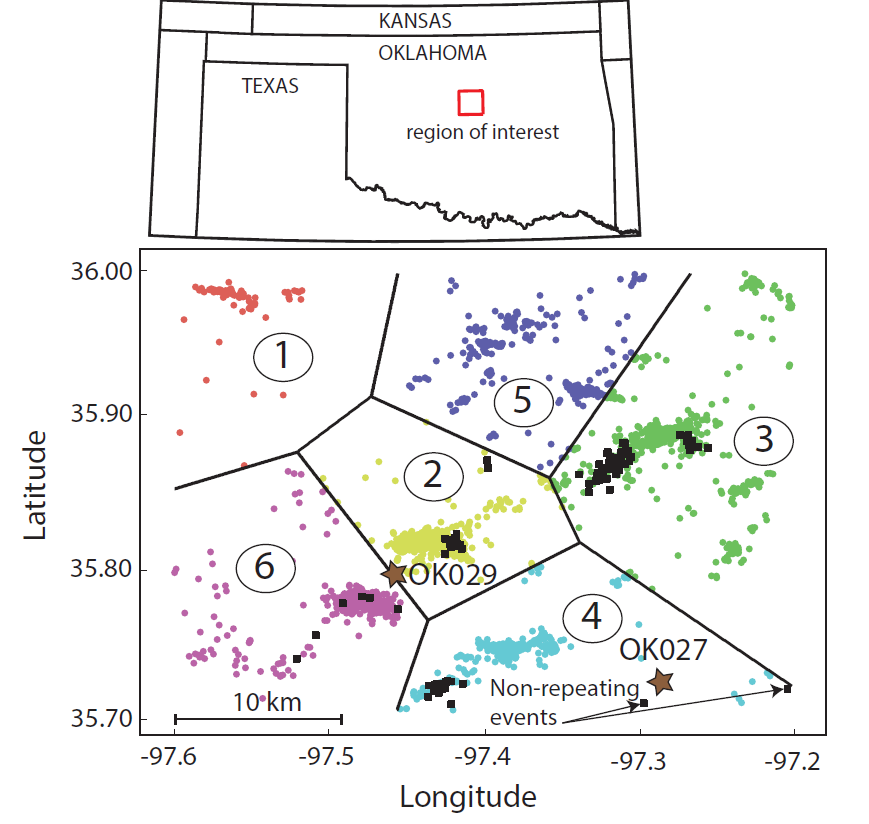 KANSAS
OKLAHOMA
TEXAS
region of interest
36.00
35.90
35.80
35.70
Latitude
1
5
3
2
6
OK029
4
OK027
Non-repeating
events
10 km
-97.6
-97.5
-97.4
-97.3
-97.2
Longitude